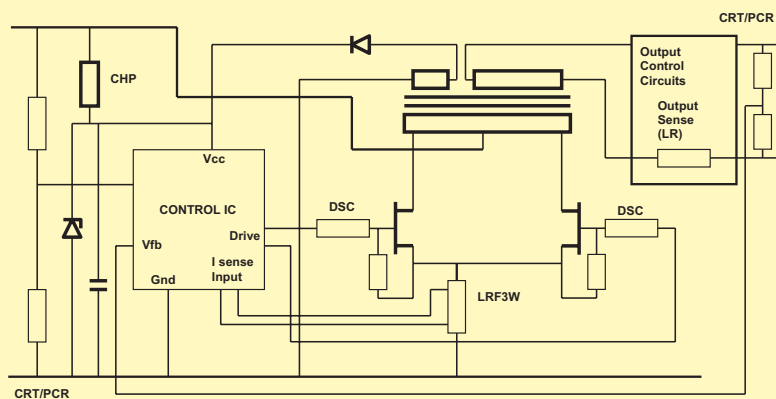 CRT/PCR
Output
Control
Circuits
Output
Sense
(LR)
CHP
Vcc
CONTROL IC
DSC
DSC
Drive
Vfb
I sense
Input
Gnd
LRF3W
CRT/PCR